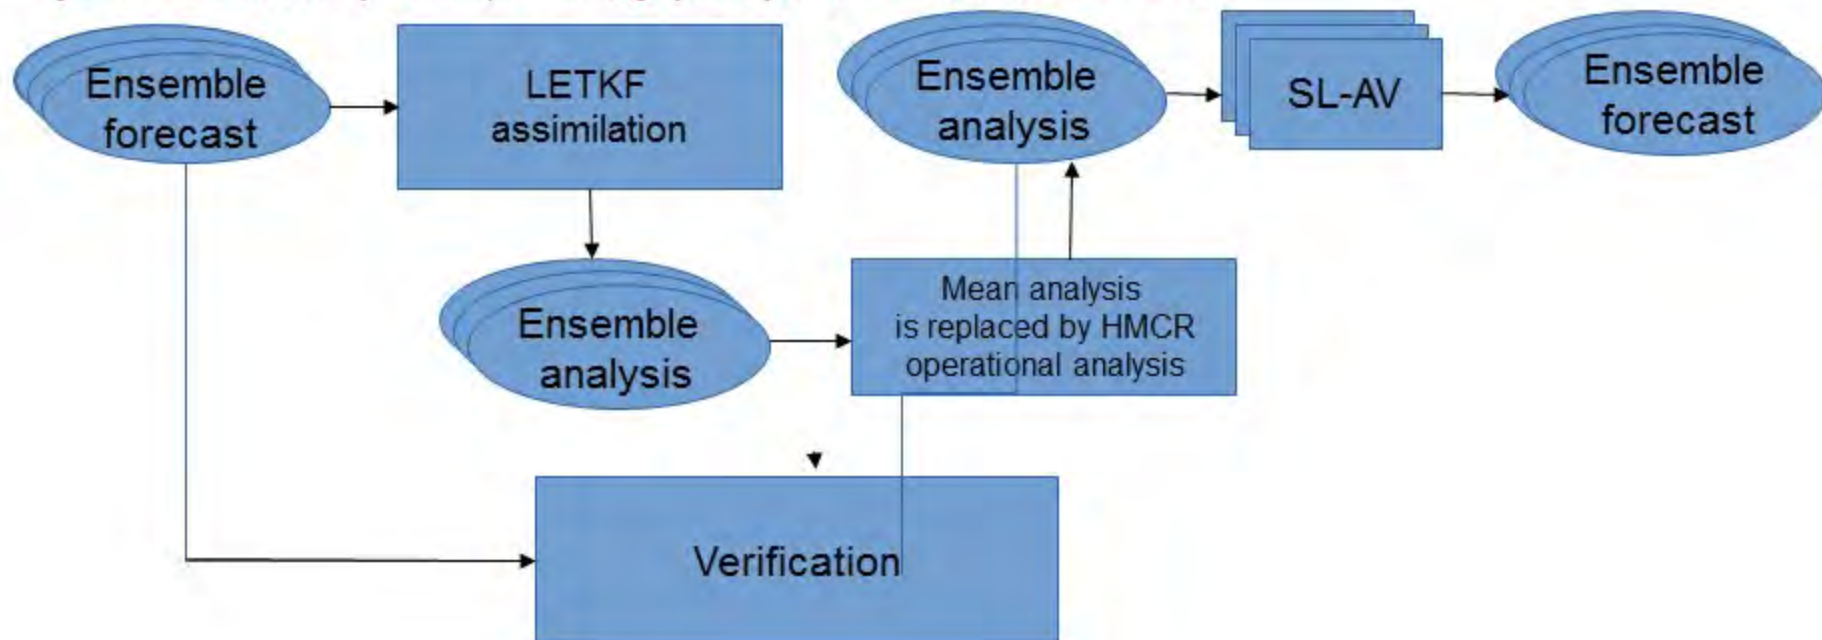 Ensemble
forecast
LETKF
assimilation
Ensemble
analysis
SL-AV
Ensemble
forecast
Ensemble
analysis
Mean analysis
is replaced by HMCR
operational analysis
Verification